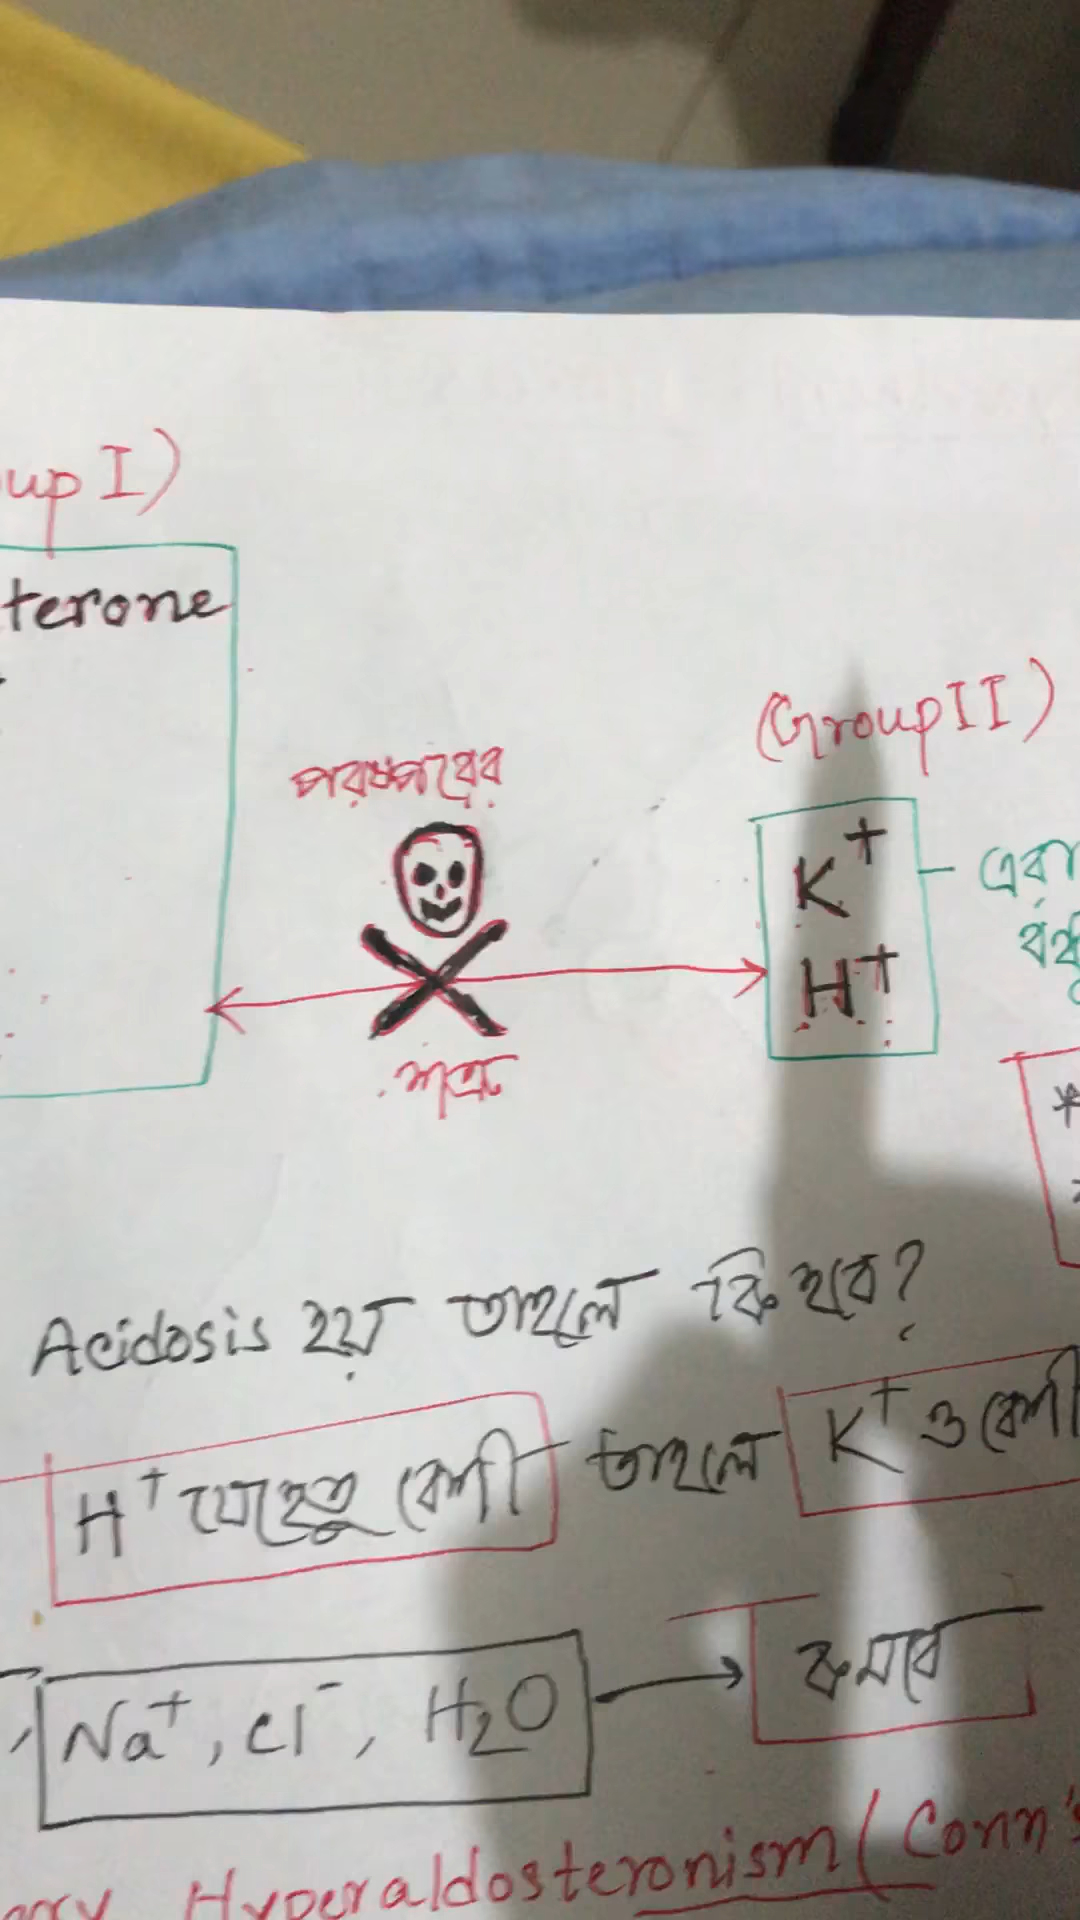 up I)
terone
(Group II)
পরস্পরের
K+
H+
শত্রু
Acidosis হয় তাহলে কি হবে?
H+ যেহেতু বেশী তাহলে K+ ও বেশী
Na+, cl-, H2O → কমবে
Hyperaldosteronism (Conn's